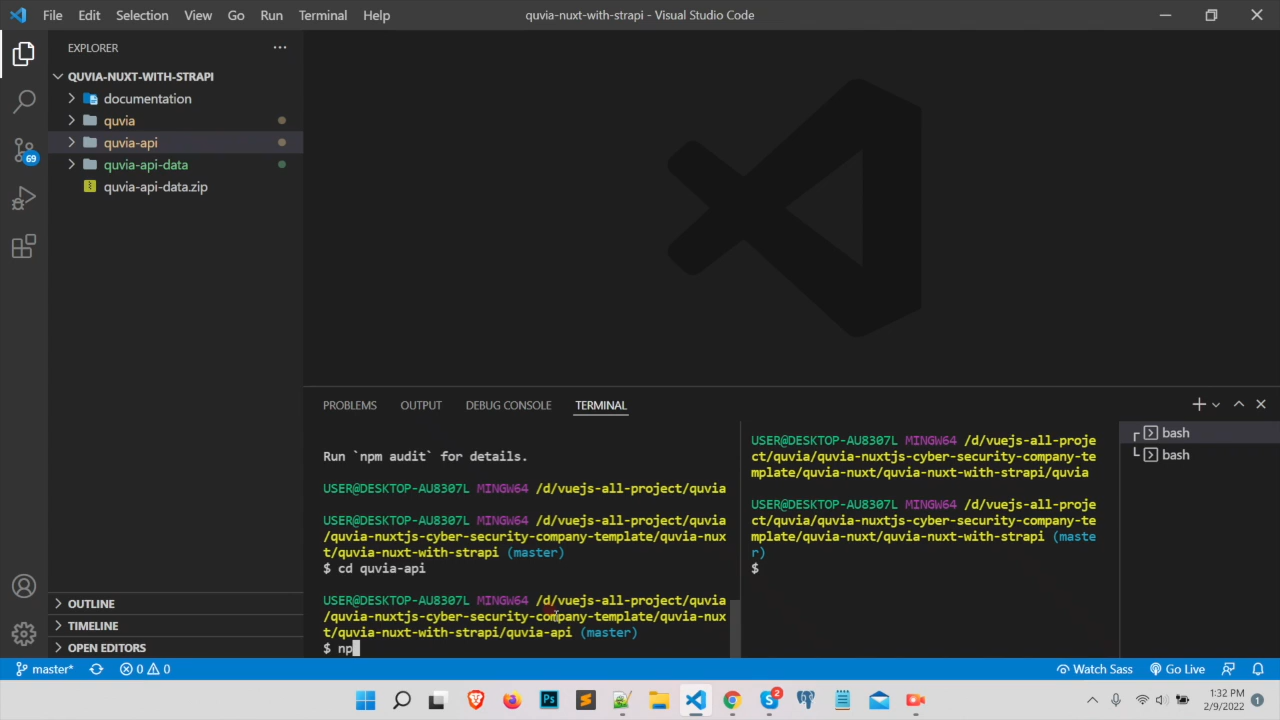 File Edit Selection View Go Run Terminal Help
quvia-nuxt-with-strapi - Visual Studio Code
EXPLORER
QUVIA-NUXT-WITH-STRAPI
documentation
quvia
quvia-api
quvia-api-data
quvia-api-data.zip
69
OUTLINE
TIMELINE
OPEN EDITORS
PROBLEMS OUTPUT DEBUG CONSOLE TERMINAL
Run `npm audit` for details.
USER@DESKTOP-AU8307L MINGW64 /d/vuejs-all-project/quvia
USER@DESKTOP-AU8307L MINGW64 /d/vuejs-all-project/quvia
/quvia-nuxtjs-cyber-security-company-template/quvia-nux
t/quvia-nuxt-with-strapi (master)
$ cd quvia-api
USER@DESKTOP-AU8307L MINGW64 /d/vuejs-all-project/quvia
/quvia-nuxtjs-cyber-security-company-template/quvia-nux
t/quvia-nuxt-with-strapi/quvia-api (master)
$ np
USER@DESKTOP-AU8307L MINGW64 /d/vuejs-all-proje
ct/quvia/quvia-nuxtjs-cyber-security-company-te
mplate/quvia-nuxt/quvia-nuxt-with-strapi/quvia
USER@DESKTOP-AU8307L MINGW64 /d/vuejs-all-proje
ct/quvia/quvia-nuxtjs-cyber-security-company-te
mplate/quvia-nuxt/quvia-nuxt-with-strapi (maste
r)
$
bash
bash
master* 0 0
Watch Sass Go Live
Ps
2
1:32 PM
2/9/2022
1